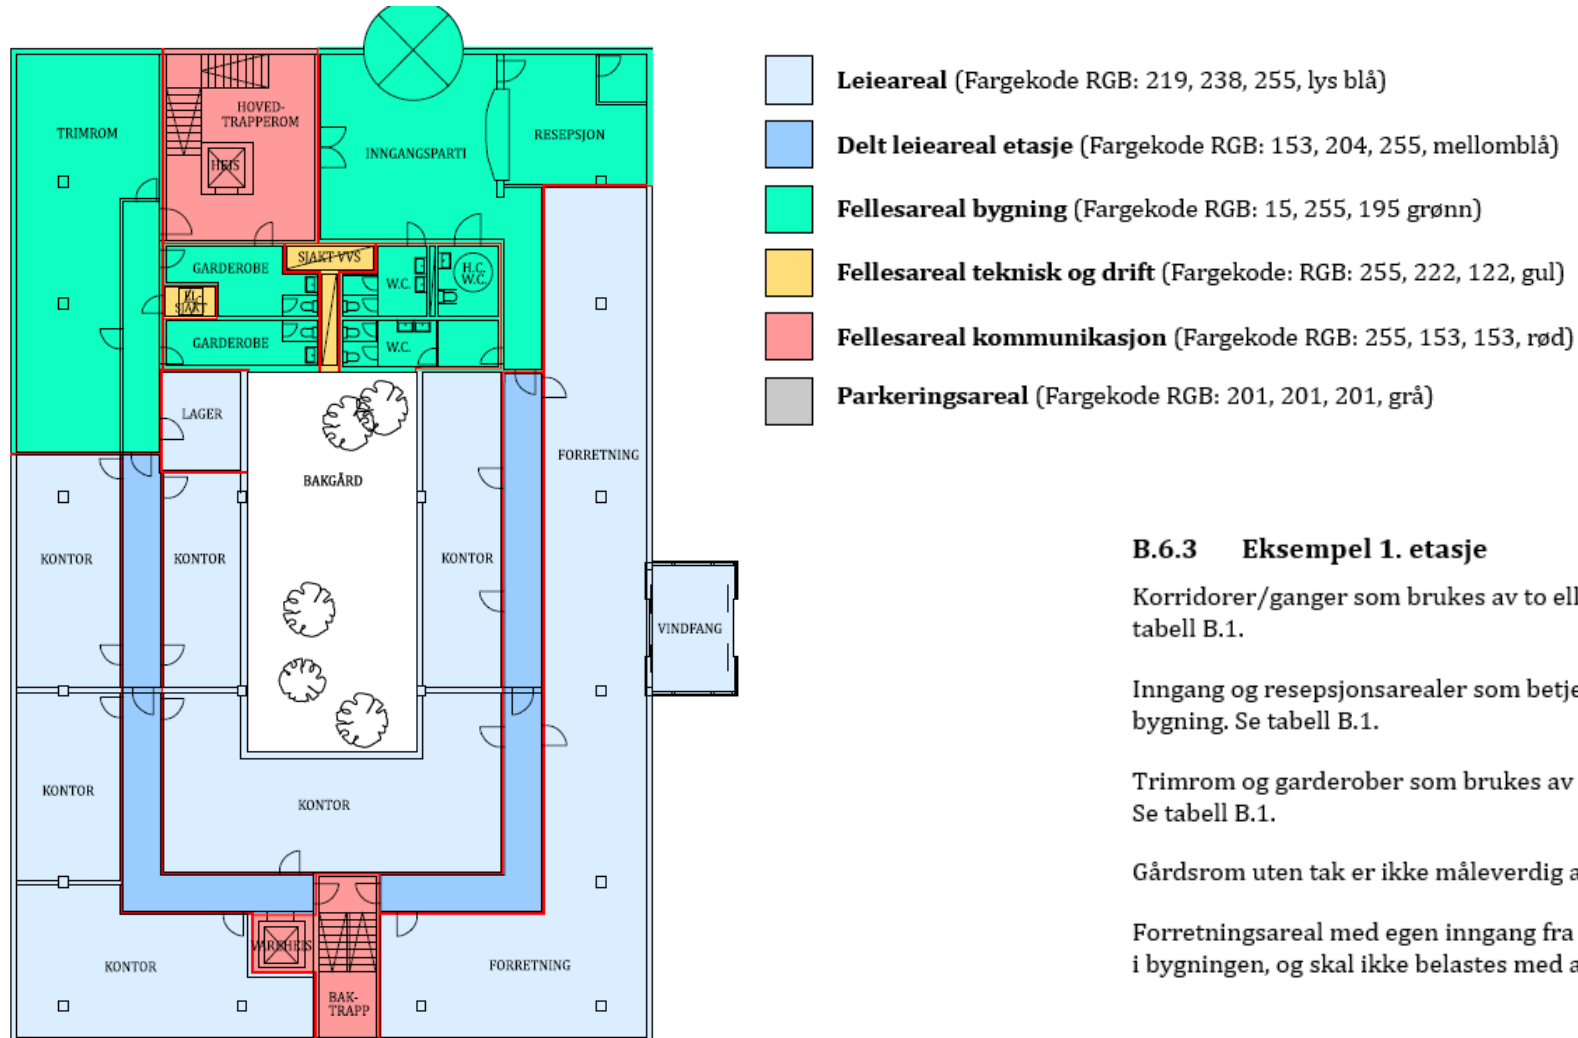 HOVED-
TRAPPEROM
HEIS
TRIMROM
INNGANGSPARTI
RESEPSJON
SJAKT VVS
GARDEROBE
W.C.
H.C.
W.C.
EL-
SJAKT
GARDEROBE
W.C.
LAGER
BAKGÅRD
FORRETNING
KONTOR
KONTOR
KONTOR
VINDFANG
KONTOR
KONTOR
VAREHEIS
KONTOR
BAK-
TRAPP
FORRETNING
Leieareal (Fargekode RGB: 219, 238, 255, lys blå)
Delt leieareal etasje (Fargekode RGB: 153, 204, 255, mellomblå)
Fellesareal bygning (Fargekode RGB: 15, 255, 195 grønn)
Fellesareal teknisk og drift (Fargekode: RGB: 255, 222, 122, gul)
Fellesareal kommunikasjon (Fargekode RGB: 255, 153, 153, rød)
Parkeringsareal (Fargekode RGB: 201, 201, 201, grå)
B.6.3 Eksempel 1. etasje
Korridorer/ganger som brukes av to ell
tabell B.1.
Inngang og resepsjonsarealer som betje
bygning. Se tabell B.1.
Trimrom og garderober som brukes av
Se tabell B.1.
Gårdsrom uten tak er ikke måleverdig a
Forretningsareal med egen inngang fra
i bygningen, og skal ikke belastes med a